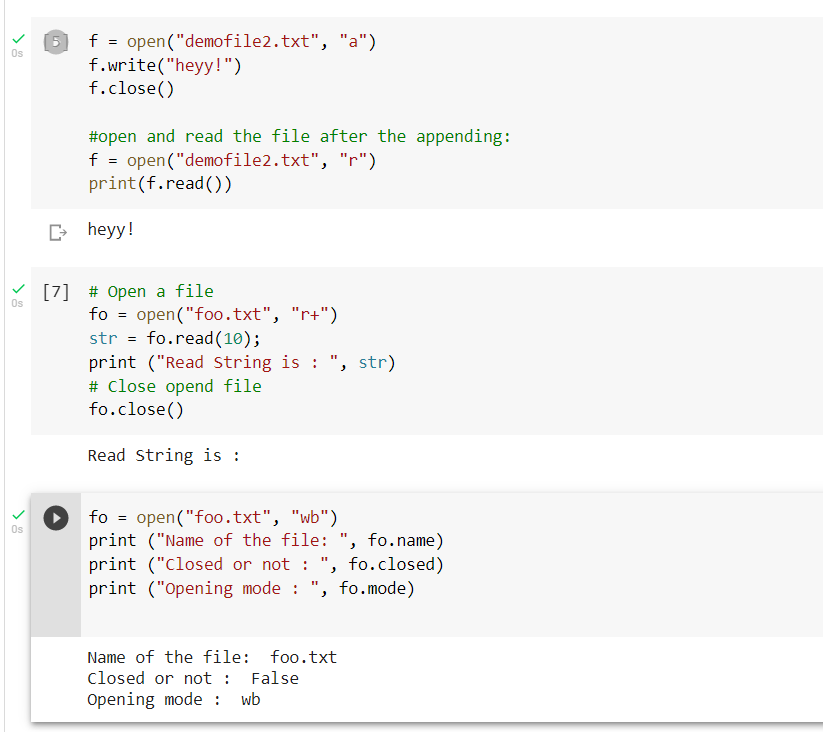 0s
[5] f = open("demofile2.txt", "a")
f.write("heyy!")
f.close()
#open and read the file after the appending:
f = open("demofile2.txt", "r")
print(f.read())
heyy!
0s
[7] # Open a file
fo = open("foo.txt", "r+")
str = fo.read(10);
print ("Read String is : ", str)
# Close opend file
fo.close()
Read String is :
0s
fo = open("foo.txt", "wb")
print ("Name of the file: ", fo.name)
print ("Closed or not : ", fo.closed)
print ("Opening mode : ", fo.mode)
Name of the file:  foo.txt
Closed or not :  False
Opening mode :  wb